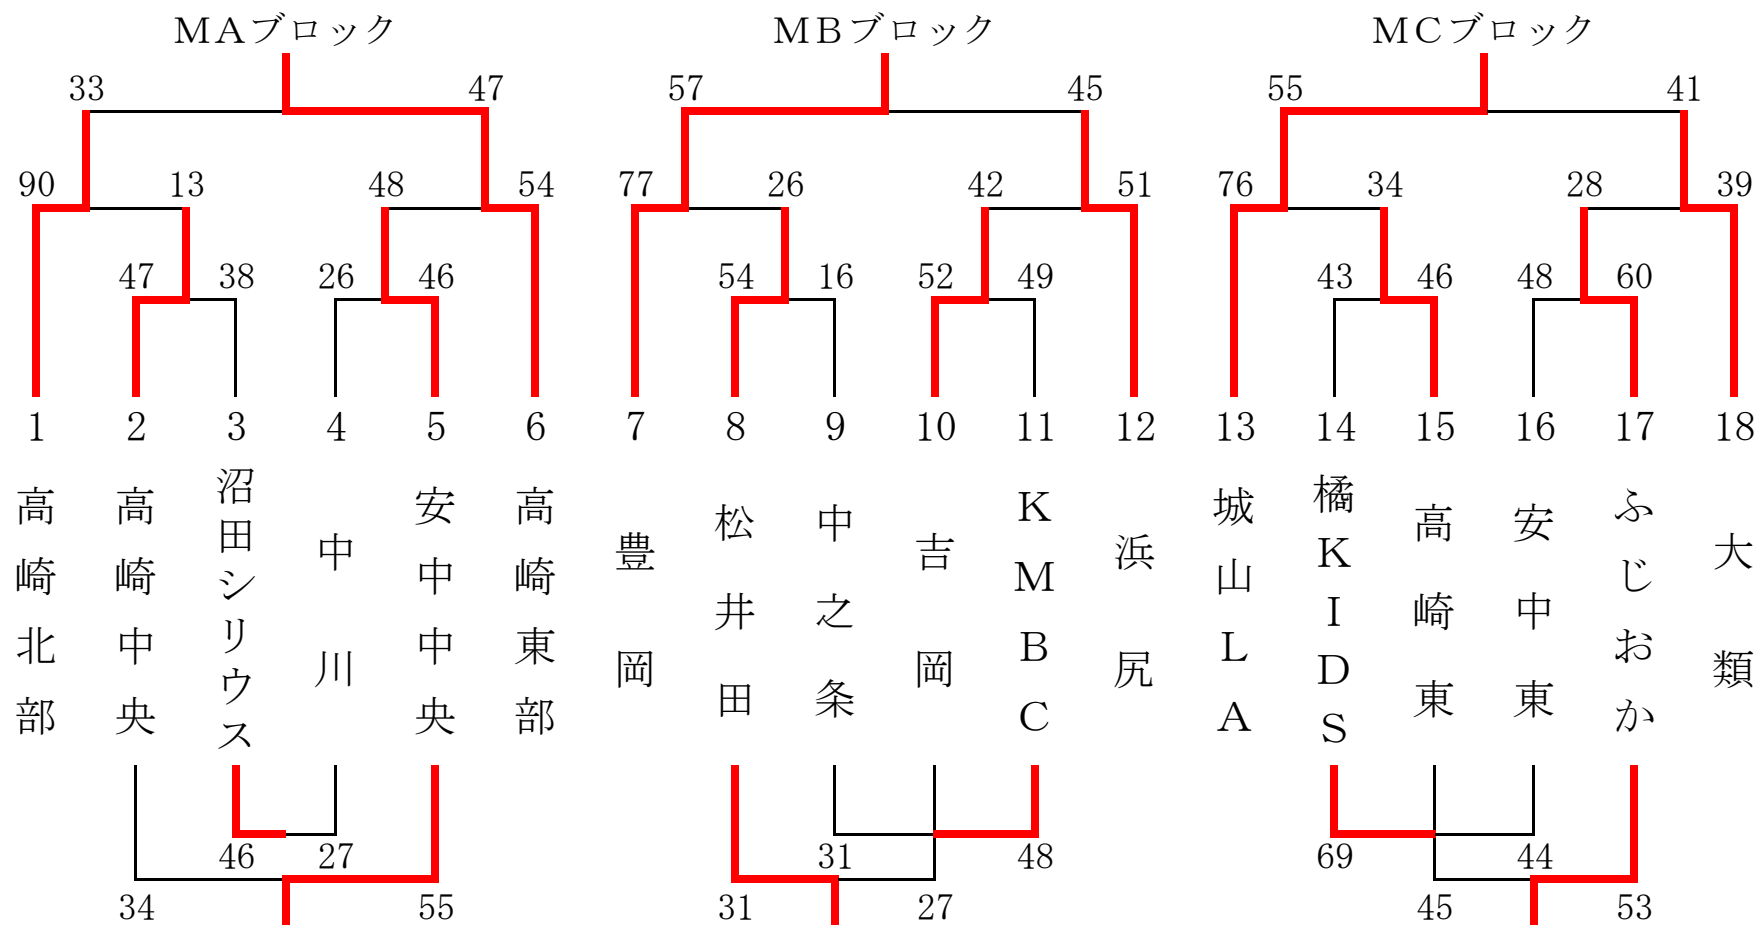 MAブロック MBブロック MCブロック
33 47 57 45 55 41
90 13 48 54 77 26 42 51 76 34 28 39
47 38 26 46 54 16 52 49 43 46 48 60
1 2 3 4 5 6 7 8 9 10 11 12 13 14 15 16 17 18
高崎北部
高崎中央
沼田シリウス
中川
安中中央
高崎東部
豊岡
松井田
中之条
吉岡
KMBC
浜尻
城山LA
橘KIDS
高崎東
安中東
ふじおか
大類
46 27 31 48 69 44
34 55 31 27 45 53